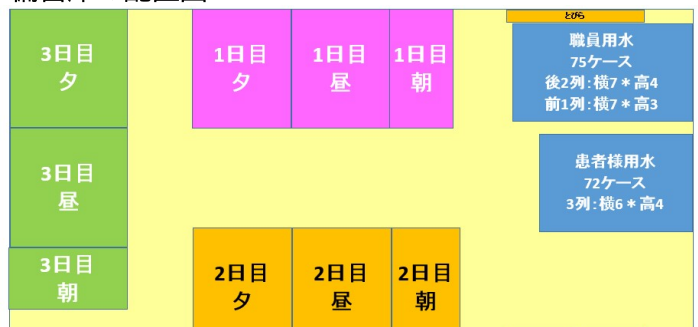 とびら
3日目
夕
1日目
夕
1日目
昼
1日目
朝
職員用水
75ケース
後2列:横7*高4
前1列:横7*高3
3日目
昼
患者様用水
72ケース
3列:横6*高4
3日目
朝
2日目
夕
2日目
昼
2日目
朝